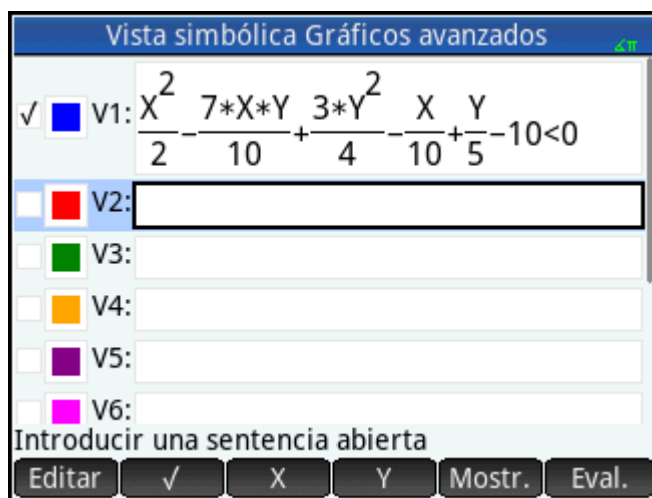 Vista simbólica Gráficos avanzados ∡π
√ V1: X^2/2-7*X*Y/10+3*Y^2/4-X/10+Y/5-10<0
V2:
V3:
V4:
V5:
V6:
Introducir una sentencia abierta
Editar √ X Y Mostr. Eval.